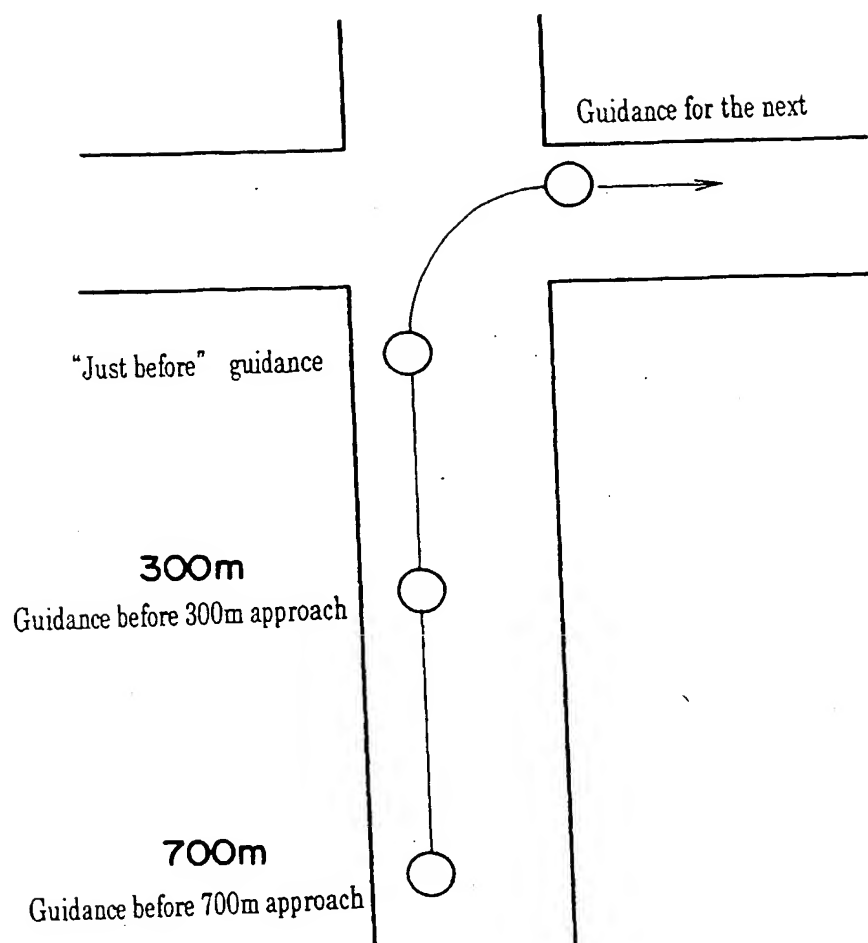 Guidance for the next
“Just before” guidance
300m
Guidance before 300m approach
700m
Guidance before 700m approach